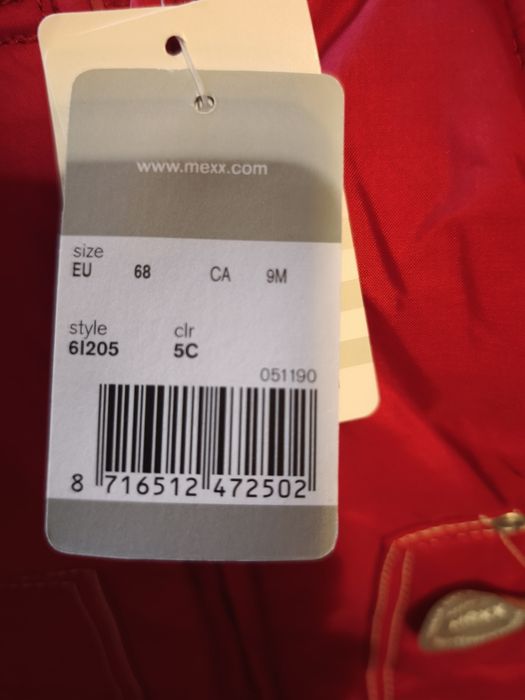 www.mexx.com
size
EU 68 CA 9M
style clr
6I205 5C
051190
8 716512 472502